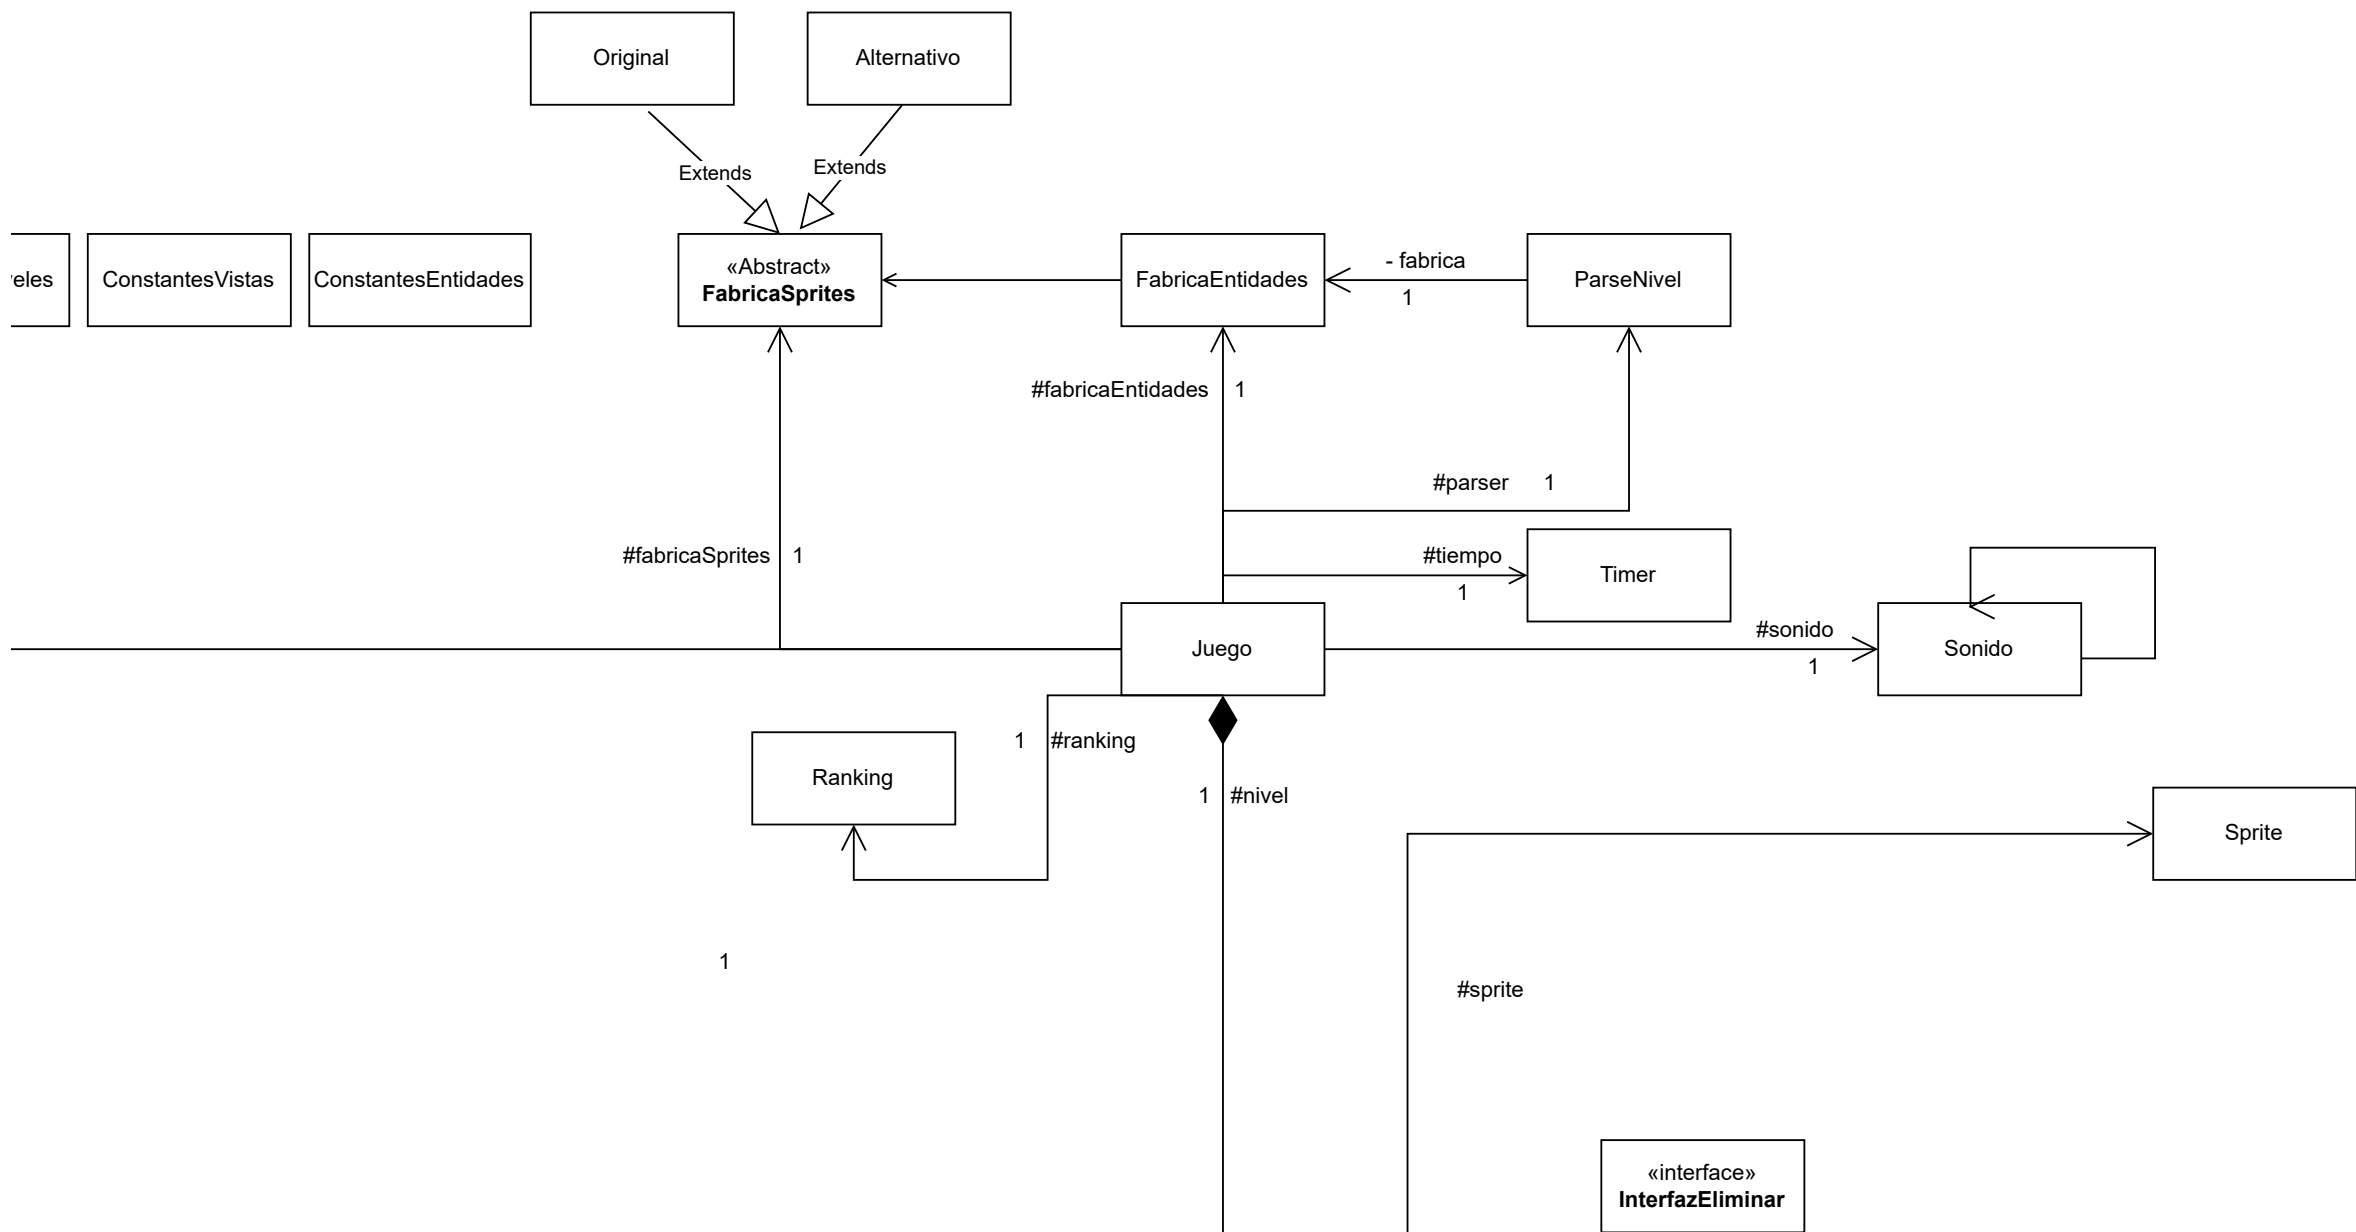 Original
Alternativo
Extends
Extends
veles
ConstantesVistas
ConstantesEntidades
«Abstract»
FabricaSprites
FabricaEntidades
- fabrica
1
ParseNivel
#fabricaEntidades
1
#parser
1
#fabricaSprites
1
#tiempo
1
Timer
Juego
#sonido
1
Sonido
1
#ranking
Ranking
1
#nivel
Sprite
1
#sprite
«interface»
InterfazEliminar